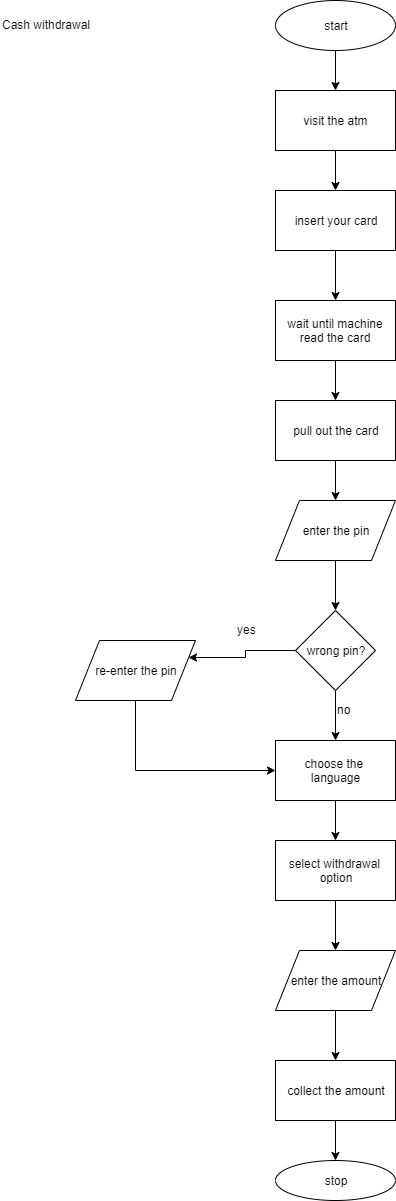 Cash withdrawal
start
visit the atm
insert your card
wait until machine
read the card
pull out the card
enter the pin
wrong pin?
yes
re-enter the pin
no
choose the
language
select withdrawal
option
enter the amount
collect the amount
stop